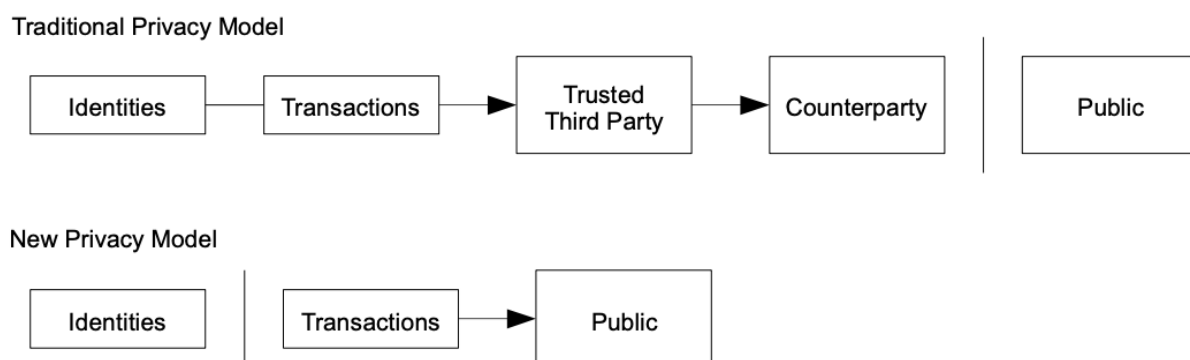 Traditional Privacy Model
Identities
Transactions
Trusted
Third Party
Counterparty
Public
New Privacy Model
Identities
Transactions
Public